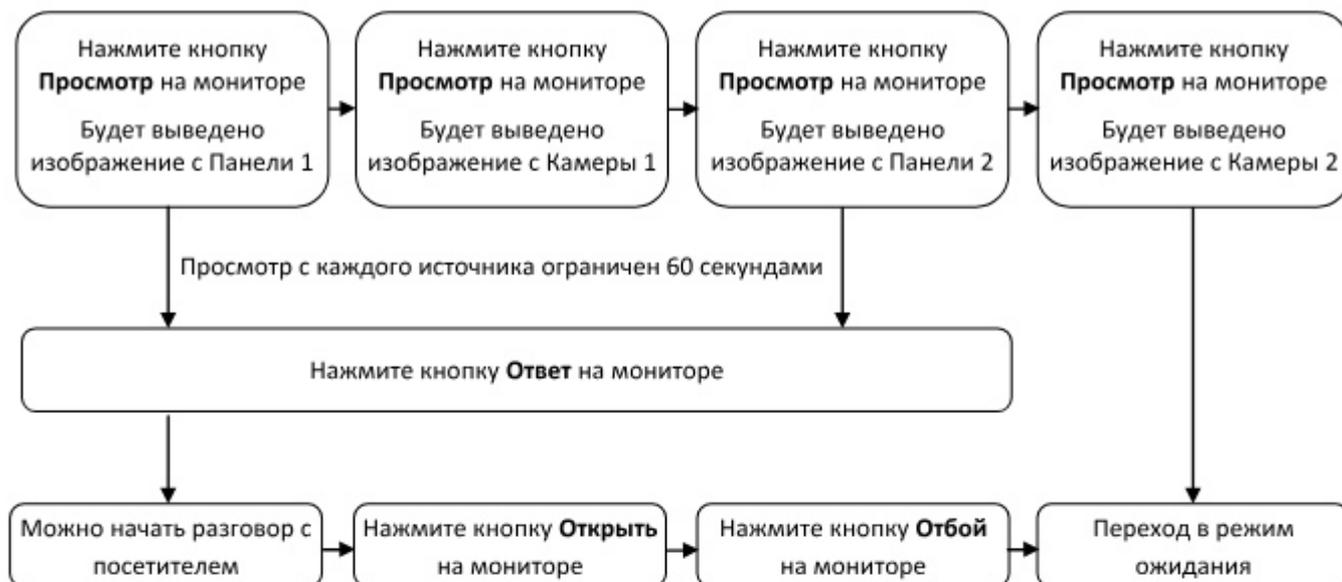 Нажмите кнопку
Просмотр на мониторе
Будет выведено
изображение с Панели 1
Нажмите кнопку
Просмотр на мониторе
Будет выведено
изображение с Камеры 1
Нажмите кнопку
Просмотр на мониторе
Будет выведено
изображение с Панели 2
Нажмите кнопку
Просмотр на мониторе
Будет выведено
изображение с Камеры 2
Просмотр с каждого источника ограничен 60 секундами
Нажмите кнопку Ответ на мониторе
Можно начать разговор с
посетителем
Нажмите кнопку Открыть
на мониторе
Нажмите кнопку Отбой
на мониторе
Переход в режим
ожидания